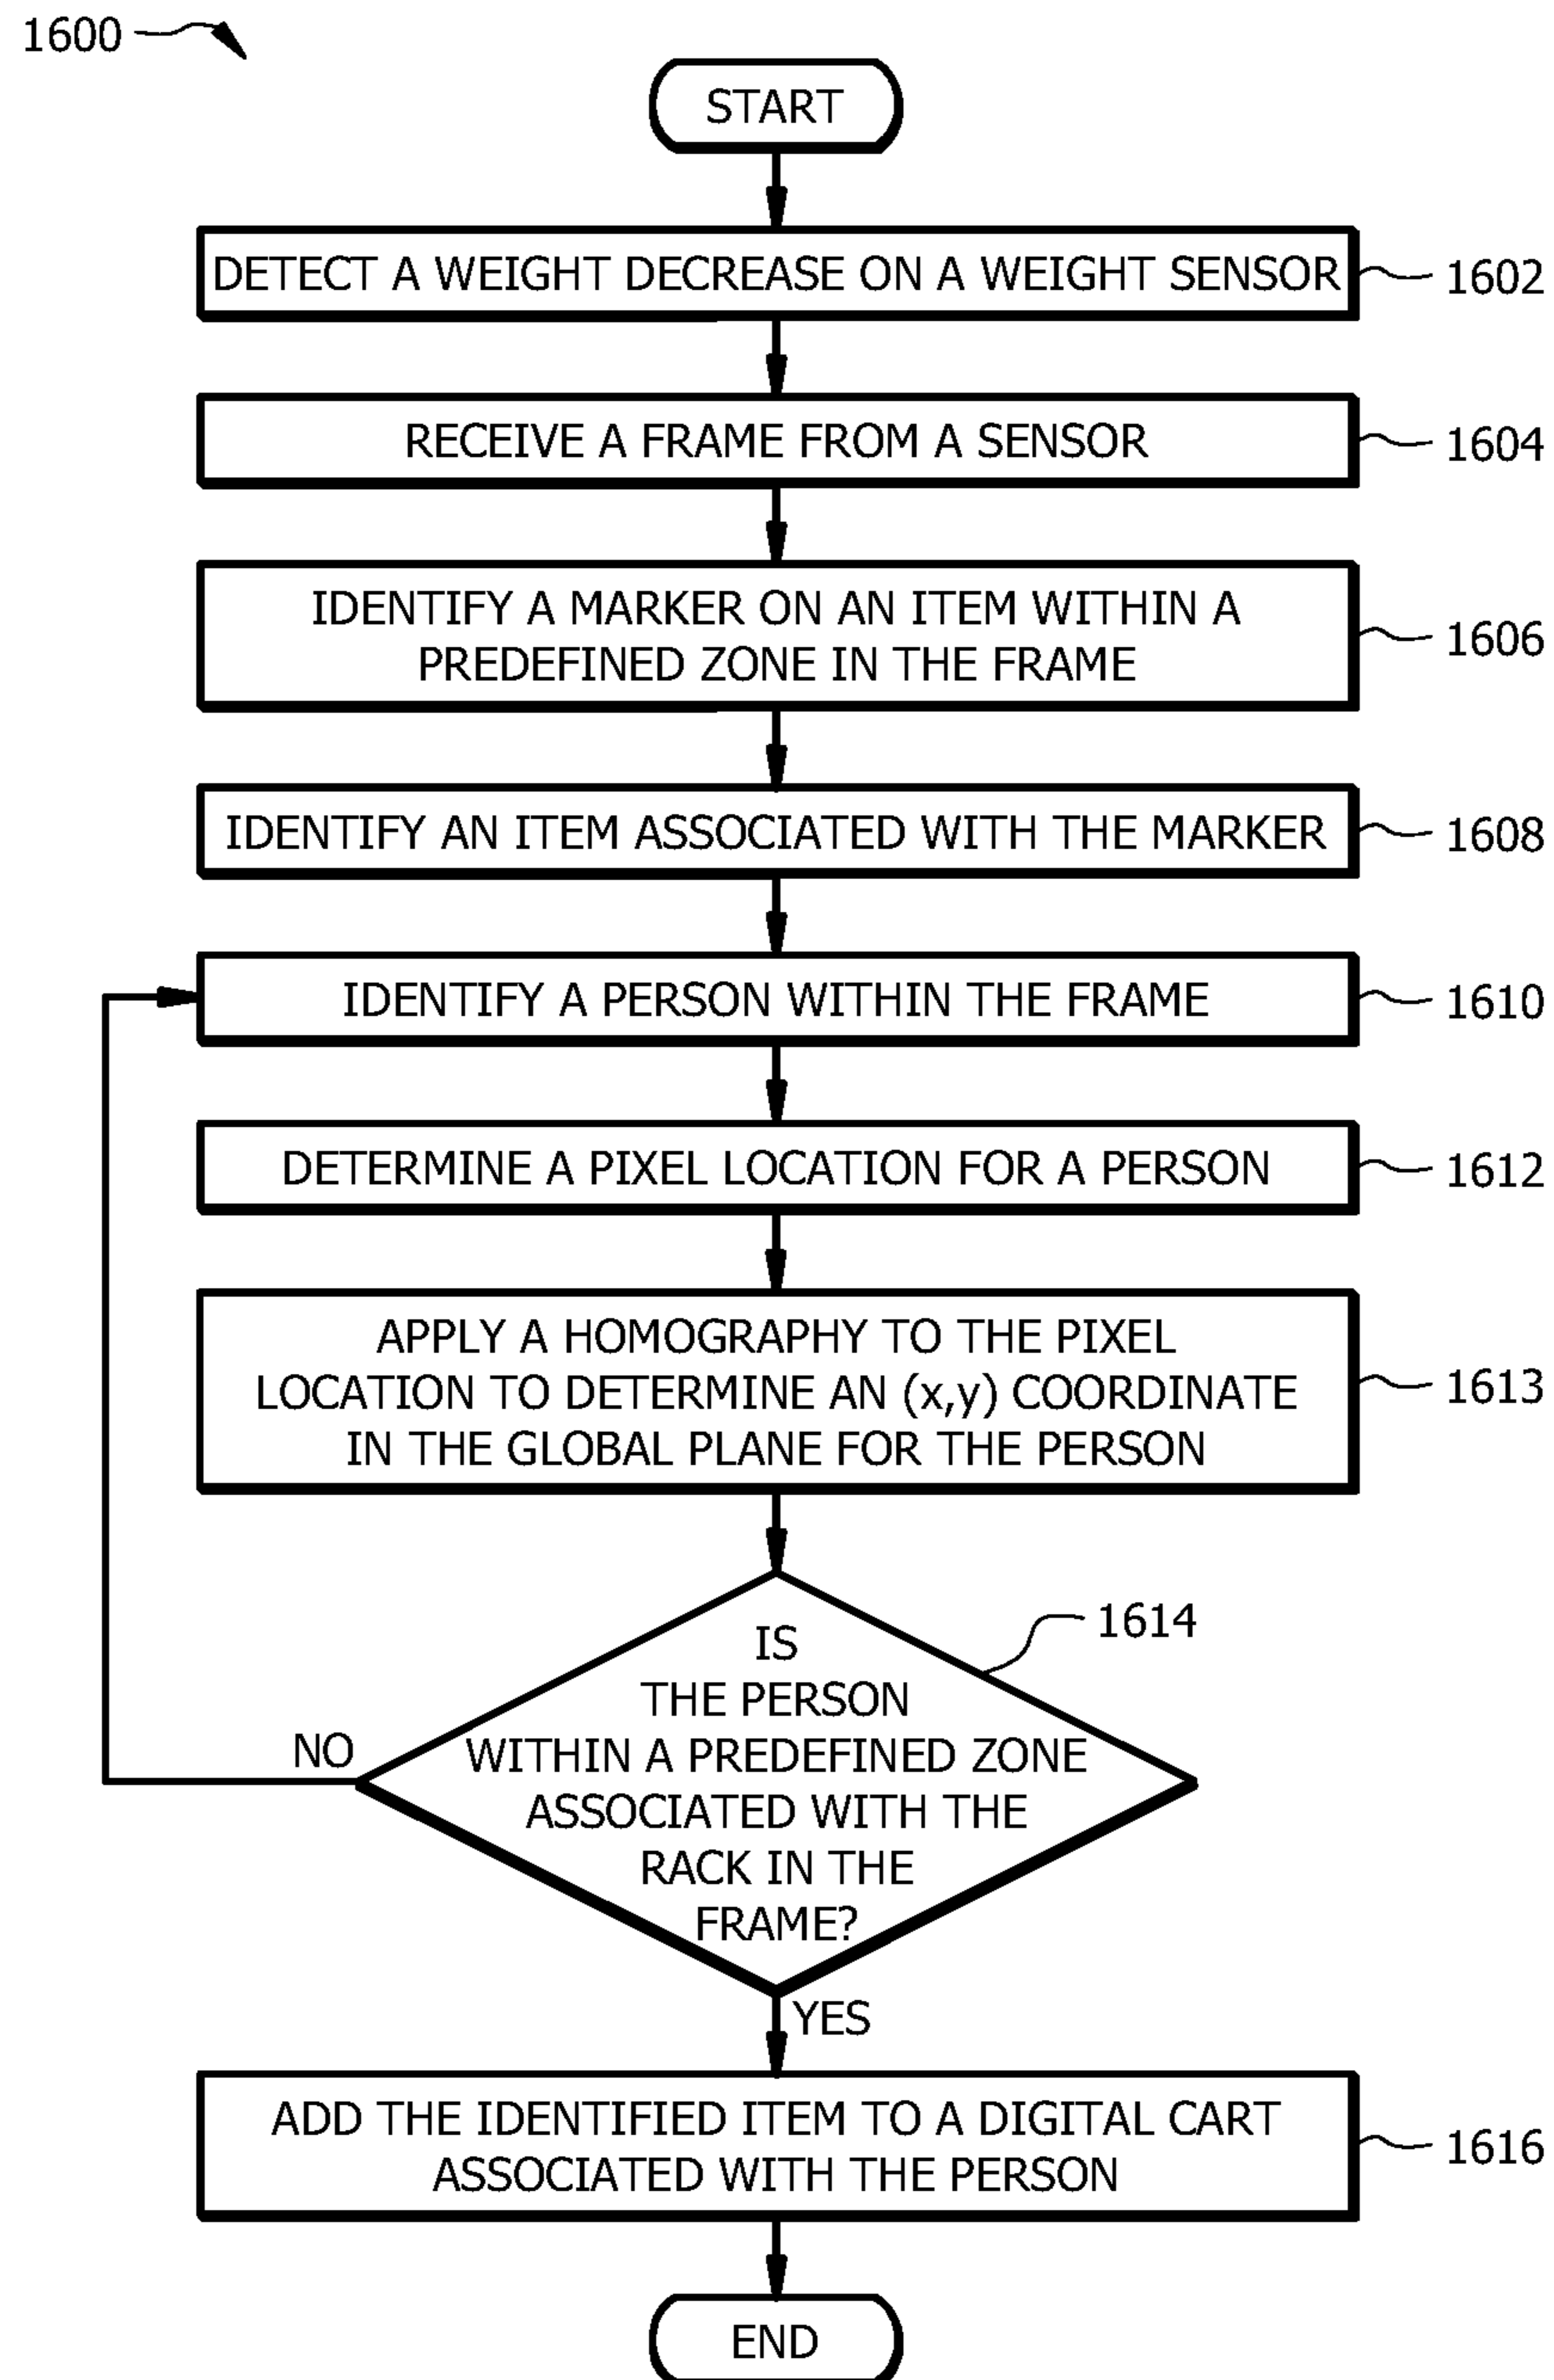 1600
START
DETECT A WEIGHT DECREASE ON A WEIGHT SENSOR
1602
RECEIVE A FRAME FROM A SENSOR
1604
IDENTIFY A MARKER ON AN ITEM WITHIN A
PREDEFINED ZONE IN THE FRAME
1606
IDENTIFY AN ITEM ASSOCIATED WITH THE MARKER
1608
IDENTIFY A PERSON WITHIN THE FRAME
1610
DETERMINE A PIXEL LOCATION FOR A PERSON
1612
APPLY A HOMOGRAPHY TO THE PIXEL
LOCATION TO DETERMINE AN (x,y) COORDINATE
IN THE GLOBAL PLANE FOR THE PERSON
1613
1614
IS
THE PERSON
WITHIN A PREDEFINED ZONE
ASSOCIATED WITH THE
RACK IN THE
FRAME?
NO
YES
ADD THE IDENTIFIED ITEM TO A DIGITAL CART
ASSOCIATED WITH THE PERSON
1616
END